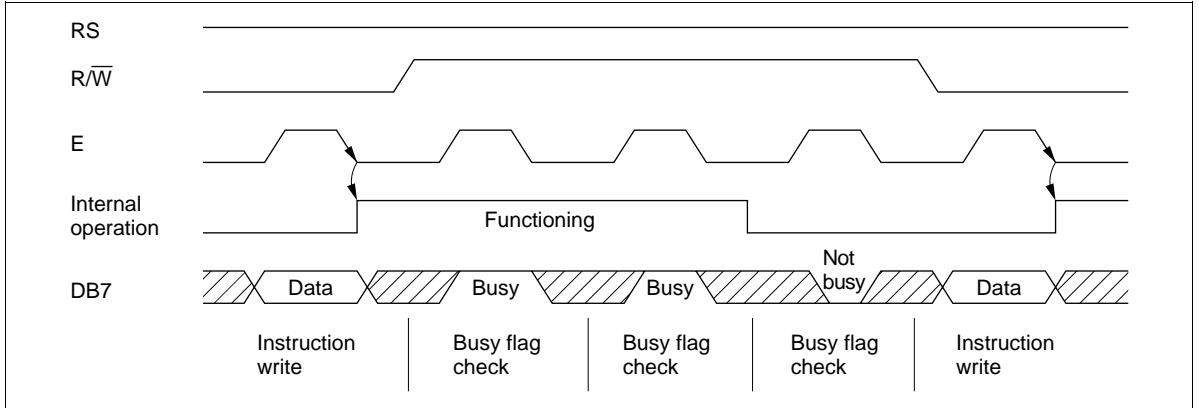 RS
R/W̅
E
Internal
operation
Functioning
DB7
Data
Busy
Busy
Not
busy
Data
Instruction
write
Busy flag
check
Busy flag
check
Busy flag
check
Instruction
write